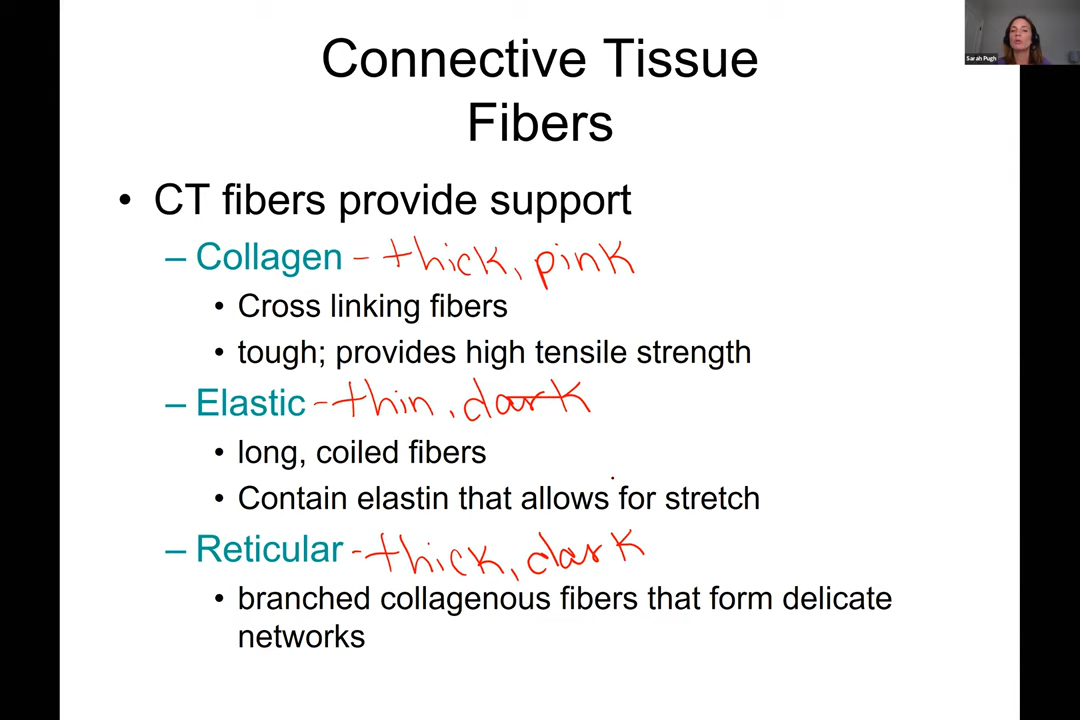 Connective Tissue
Fibers
• CT fibers provide support
– Collagen - thick, pink
• Cross linking fibers
• tough; provides high tensile strength
– Elastic - thin, dark
• long, coiled fibers
• Contain elastin that allows for stretch
– Reticular - thick, dark
• branched collagenous fibers that form delicate
networks
Sarah Pugh